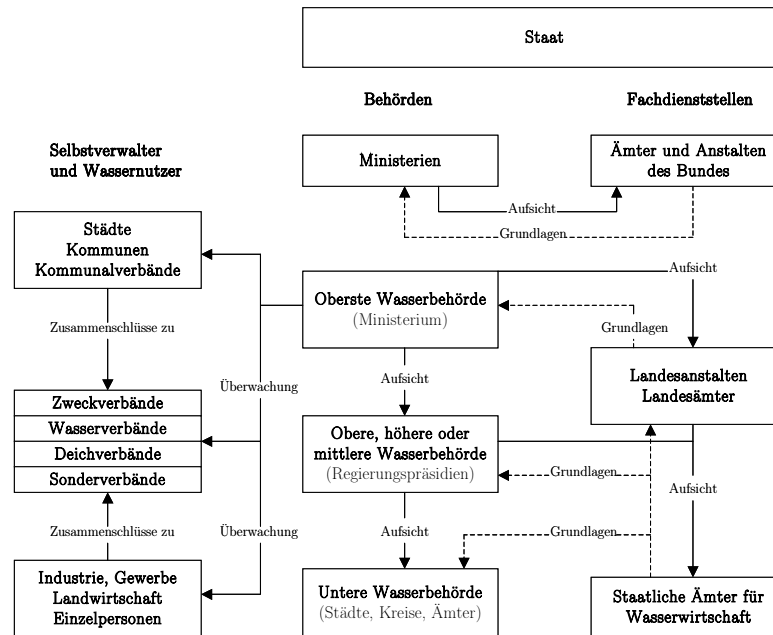 Staat
Behörden
Fachdienststellen
Selbstverwalter
und Wassernutzer
Ministerien
Ämter und Anstalten
des Bundes
Aufsicht
Grundlagen
Städte
Kommunen
Kommunalverbände
Oberste Wasserbehörde
(Ministerium)
Aufsicht
Grundlagen
Zusammenschlüsse zu
Landesanstalten
Landesämter
Aufsicht
Überwachung
Zweckverbände
Wasserverbände
Deichverbände
Sonderverbände
Obere, höhere oder
mittlere Wasserbehörde
(Regierungspräsidien)
Grundlagen
Aufsicht
Zusammenschlüsse zu
Überwachung
Aufsicht
Grundlagen
Industrie, Gewerbe
Landwirtschaft
Einzelpersonen
Untere Wasserbehörde
(Städte, Kreise, Ämter)
Staatliche Ämter für
Wasserwirtschaft